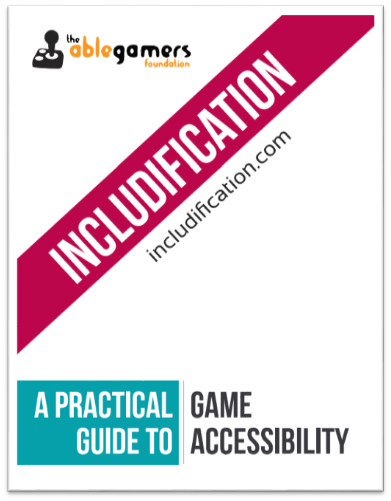 the
ablegamers
foundation
INCLUDIFICATION
includification.com
A PRACTICAL GUIDE TO
GAME ACCESSIBILITY